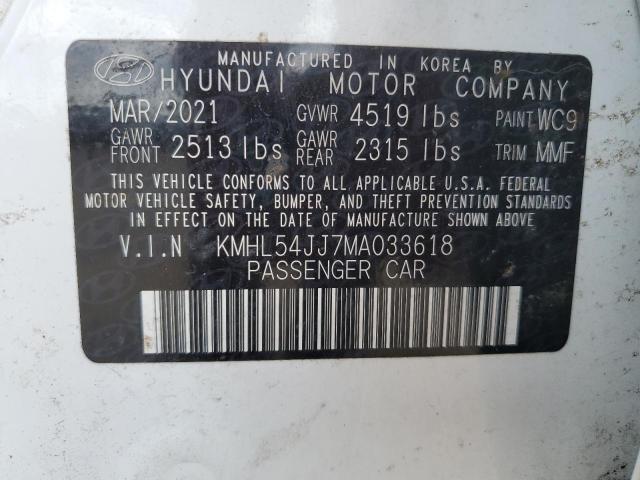 MANUFACTURED IN KOREA BY
HYUNDAI MOTOR COMPANY
MAR/2021 GVWR 4519 lbs PAINT WC9
GAWR FRONT 2513 lbs GAWR REAR 2315 lbs TRIM MMF
THIS VEHICLE CONFORMS TO ALL APPLICABLE U.S.A. FEDERAL
MOTOR VEHICLE SAFETY, BUMPER, AND THEFT PREVENTION STANDARDS
IN EFFECT ON THE DATE OF MANUFACTURE SHOWN ABOVE
V.I.N KMHL54JJ7MA033618
PASSENGER CAR